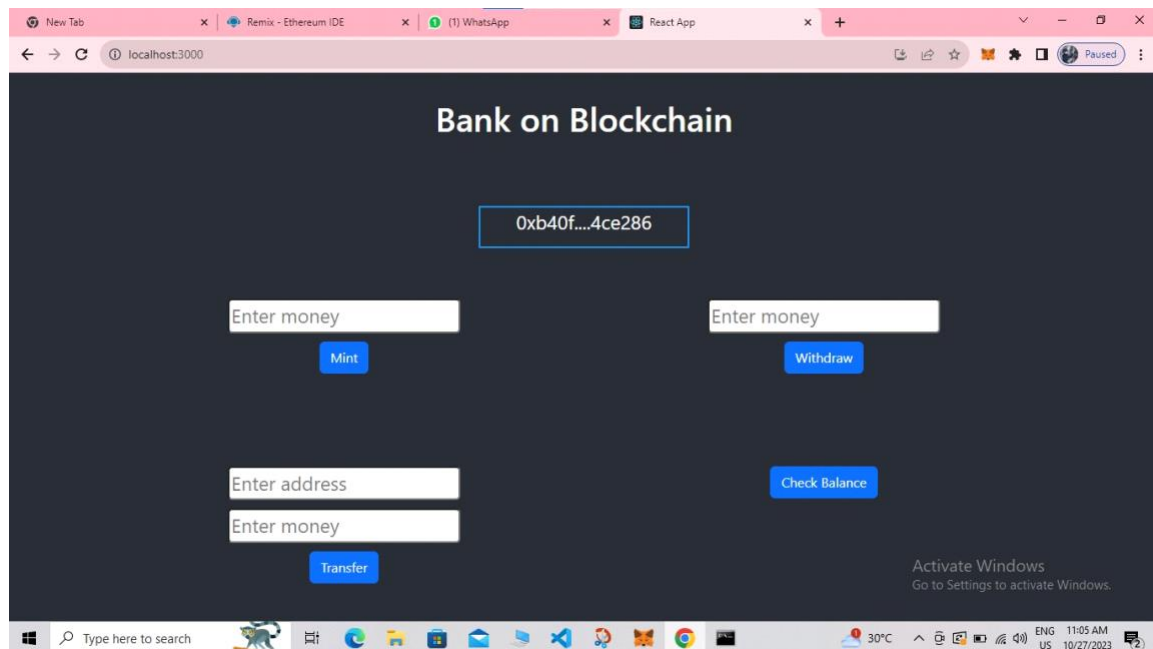 New Tab
Remix - Ethereum IDE
(1) WhatsApp
React App
localhost:3000
Paused
Bank on Blockchain
0xb40f....4ce286
Enter money
Enter money
Mint
Withdraw
Enter address
Check Balance
Enter money
Transfer
Activate Windows
Go to Settings to activate Windows.
Type here to search
30°C
ENG
US
11:05 AM
10/27/2023
2